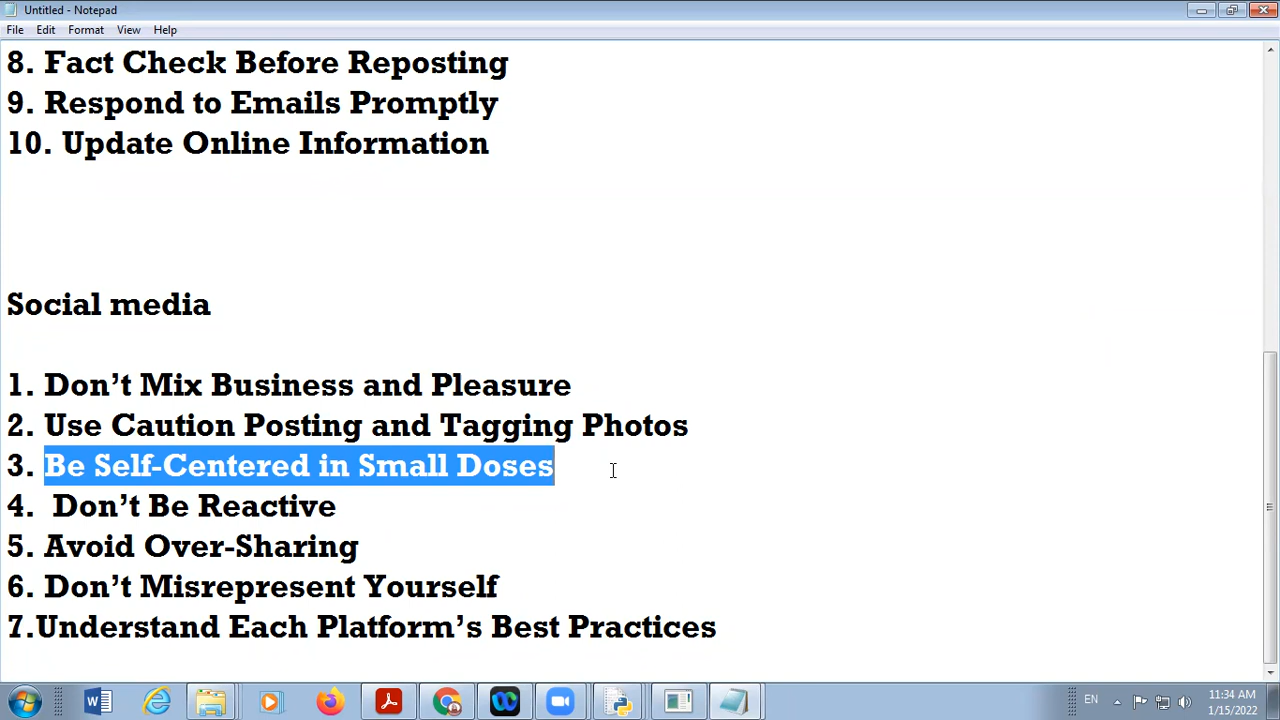 Untitled - Notepad
File Edit Format View Help
8. Fact Check Before Reposting
9. Respond to Emails Promptly
10. Update Online Information
Social media
1. Don’t Mix Business and Pleasure
2. Use Caution Posting and Tagging Photos
3. Be Self-Centered in Small Doses
4.  Don’t Be Reactive
5. Avoid Over-Sharing
6. Don’t Misrepresent Yourself
7.Understand Each Platform’s Best Practices
EN
11:34 AM
1/15/2022